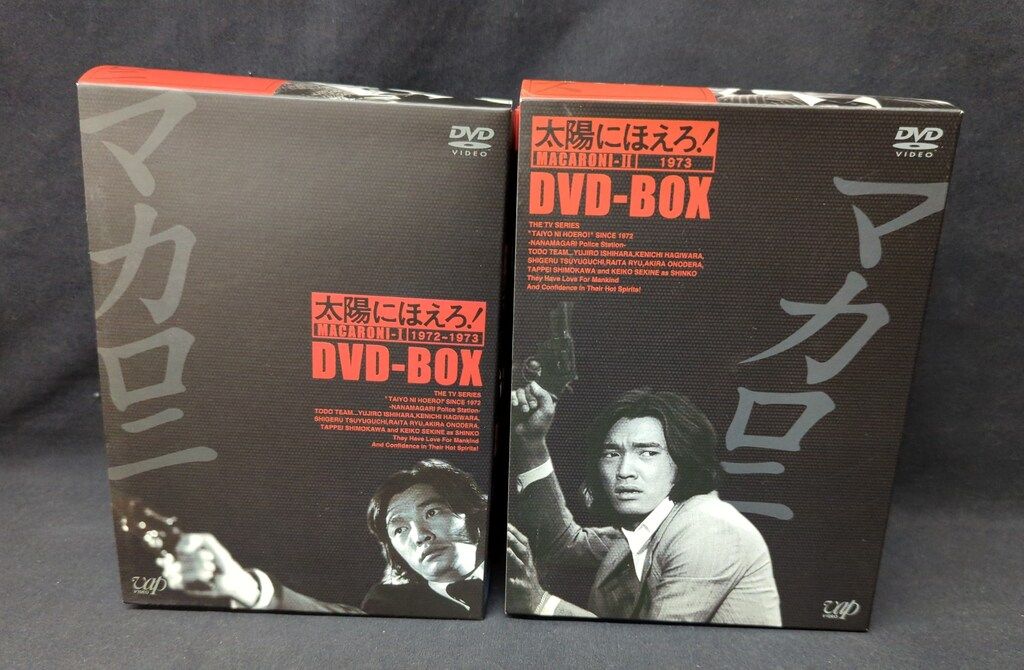 マカロニ
DVD
VIDEO
太陽にほえろ!
MACARONI-I 1972-1973
DVD-BOX
THE TV SERIES
"TAIYO NI HOERO!" SINCE 1972
-NANAMAGARI Police Station-
TODO TEAM...YUJIRO ISHIHARA,KENICHI HAGIWARA,
SHIGERU TSUYUGUCHI,RAITA RYU,AKIRA ONODERA,
TAPPEI SHIMOKAWA and KEIKO SEKINE as SHINKO
They Have Love For Mankind
And Confidence In Their Hot Spirits!
vap
VIDEO
太陽にほえろ!
MACARONI-II 1973
DVD-BOX
DVD
VIDEO
THE TV SERIES
"TAIYO NI HOERO!" SINCE 1972
-NANAMAGARI Police Station-
TODO TEAM...YUJIRO ISHIHARA,KENICHI HAGIWARA,
SHIGERU TSUYUGUCHI,RAITA RYU,AKIRA ONODERA,
TAPPEI SHIMOKAWA and KEIKO SEKINE as SHINKO
They Have Love For Mankind
And Confidence In Their Hot Spirits!
マカロニ
vap
VIDEO